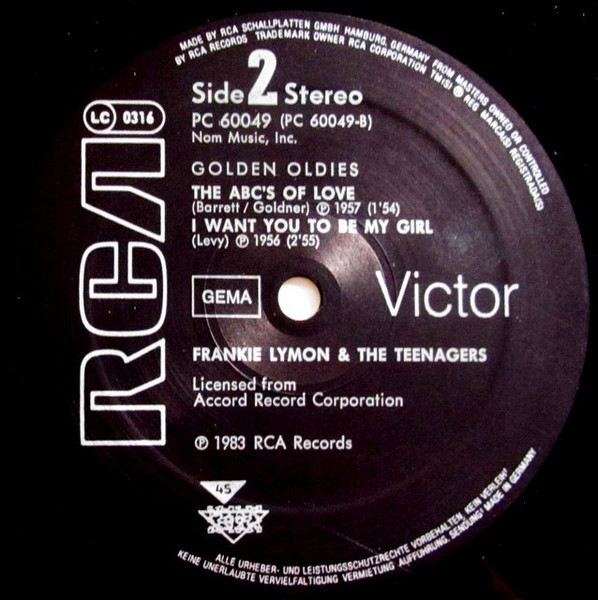 MADE BY RCA SCHALLPLATTEN GMBH HAMBURG, GERMANY FROM MASTERS OWNED OR CONTROLLED
BY RCA RECORDS TRADEMARK OWNER RCA CORPORATION TM(S) ® REG MARCA(S) REGISTRADA(S)
Side 2 Stereo
PC 60049 (PC 60049-B)
Nom Music, Inc.
LC 0316
RCA
GOLDEN OLDIES
THE ABC'S OF LOVE
(Barrett / Goldner) ℗ 1957 (1'54)
I WANT YOU TO BE MY GIRL
(Levy) ℗ 1956 (2'55)
GEMA
Victor
FRANKIE LYMON & THE TEENAGERS
Licensed from
Accord Record Corporation
℗ 1983 RCA Records
45
ALLE URHEBER- UND LEISTUNGSSCHUTZRECHTE VORBEHALTEN KEIN VERLEIH!
KEINE UNERLAUBTE VERVIELFÄLTIGUNG VERMIETUNG AUFFÜHRUNG, SENDUNG! MADE IN GERMANY